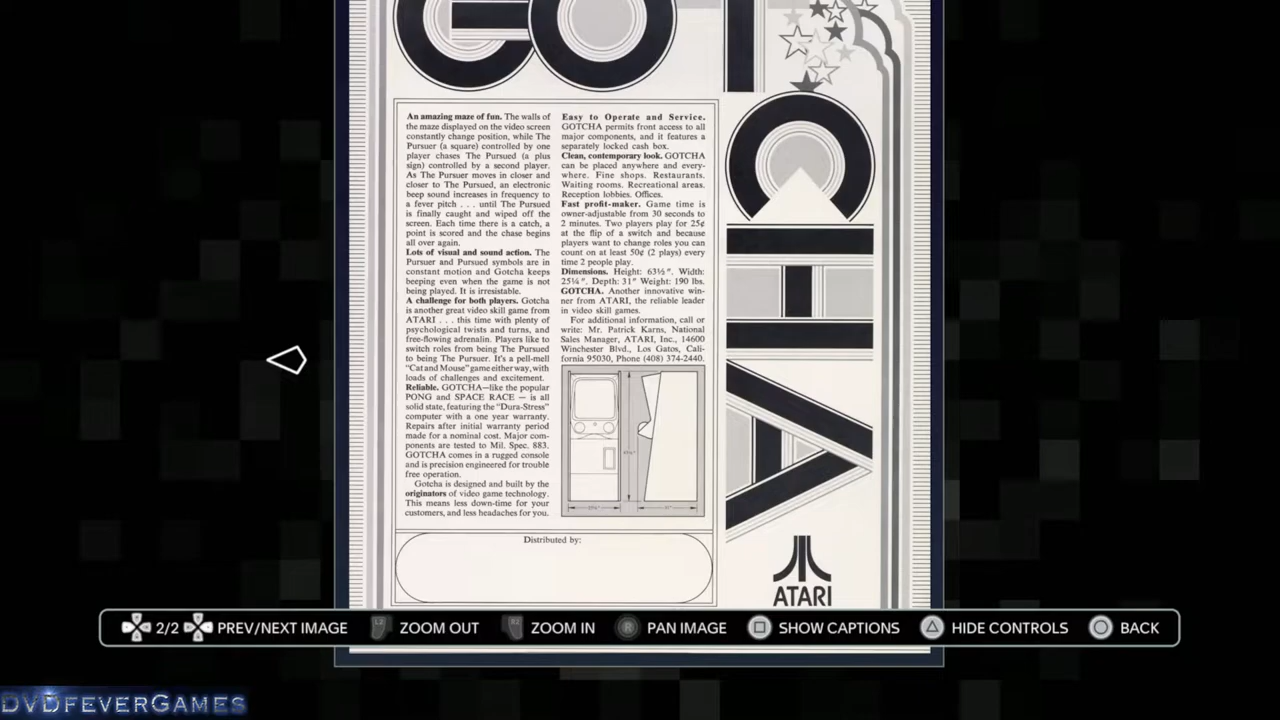 GOTCHA
An amazing maze of fun. The walls of
the maze displayed on the video screen
constantly change position, while The
Pursuer (a square) controlled by one
player chases The Pursued (a plus
sign) controlled by a second player.
As The Pursuer moves in closer and
closer to The Pursued, an electronic
beep sound increases in frequency to
a fever pitch . . . until The Pursued
is finally caught and wiped off the
screen. Each time there is a catch, a
point is scored and the chase begins
all over again.
Lots of visual and sound action. The
Pursuer and Pursued symbols are in
constant motion and Gotcha keeps
beeping even when the game is not
being played. It is irresistable.
A challenge for both players. Gotcha
is another great video skill game from
ATARI . . . this time with plenty of
psychological twists and turns, and
free-flowing adrenalin. Players like to
switch roles from being The Pursued
to being The Pursuer. It's a pell-mell
"Cat and Mouse" game either way, with
loads of challenges and excitement.
Reliable. GOTCHA—like the popular
PONG and SPACE RACE — is all
solid state, featuring the "Dura-Stress"
computer with a one year warranty.
Repairs after initial warranty period
made for a nominal cost. Major com-
ponents are tested to Mil. Spec. 883.
GOTCHA comes in a rugged console
and is precision engineered for trouble
free operation.
Gotcha is designed and built by the
originators of video game technology.
This means less down-time for your
customers, and less headaches for you.
Easy to Operate and Service.
GOTCHA permits front access to all
major components, and it features a
separately locked cash box.
Clean, contemporary look. GOTCHA
can be placed anywhere and every-
where. Fine shops. Restaurants.
Waiting rooms. Recreational areas.
Reception lobbies. Offices.
Fast profit-maker. Game time is
owner-adjustable from 30 seconds to
2 minutes. Two players play for 25¢
at the flip of a switch and because
players want to change roles you can
count on at least 50¢ (2 plays) every
time 2 people play.
Dimensions. Height: 63½". Width:
25¼". Depth: 31" Weight: 190 lbs.
GOTCHA. Another innovative win-
ner from ATARI, the reliable leader
in video skill games.
For additional information, call or
write: Mr. Patrick Karns, National
Sales Manager, ATARI, Inc., 14600
Winchester Blvd., Los Gatos, Cali-
fornia 95030, Phone (408) 374-2440.
Distributed by:
ATARI
2/2 PREV/NEXT IMAGE L2 ZOOM OUT R2 ZOOM IN R PAN IMAGE SHOW CAPTIONS HIDE CONTROLS BACK
DVDFEVERGAMES